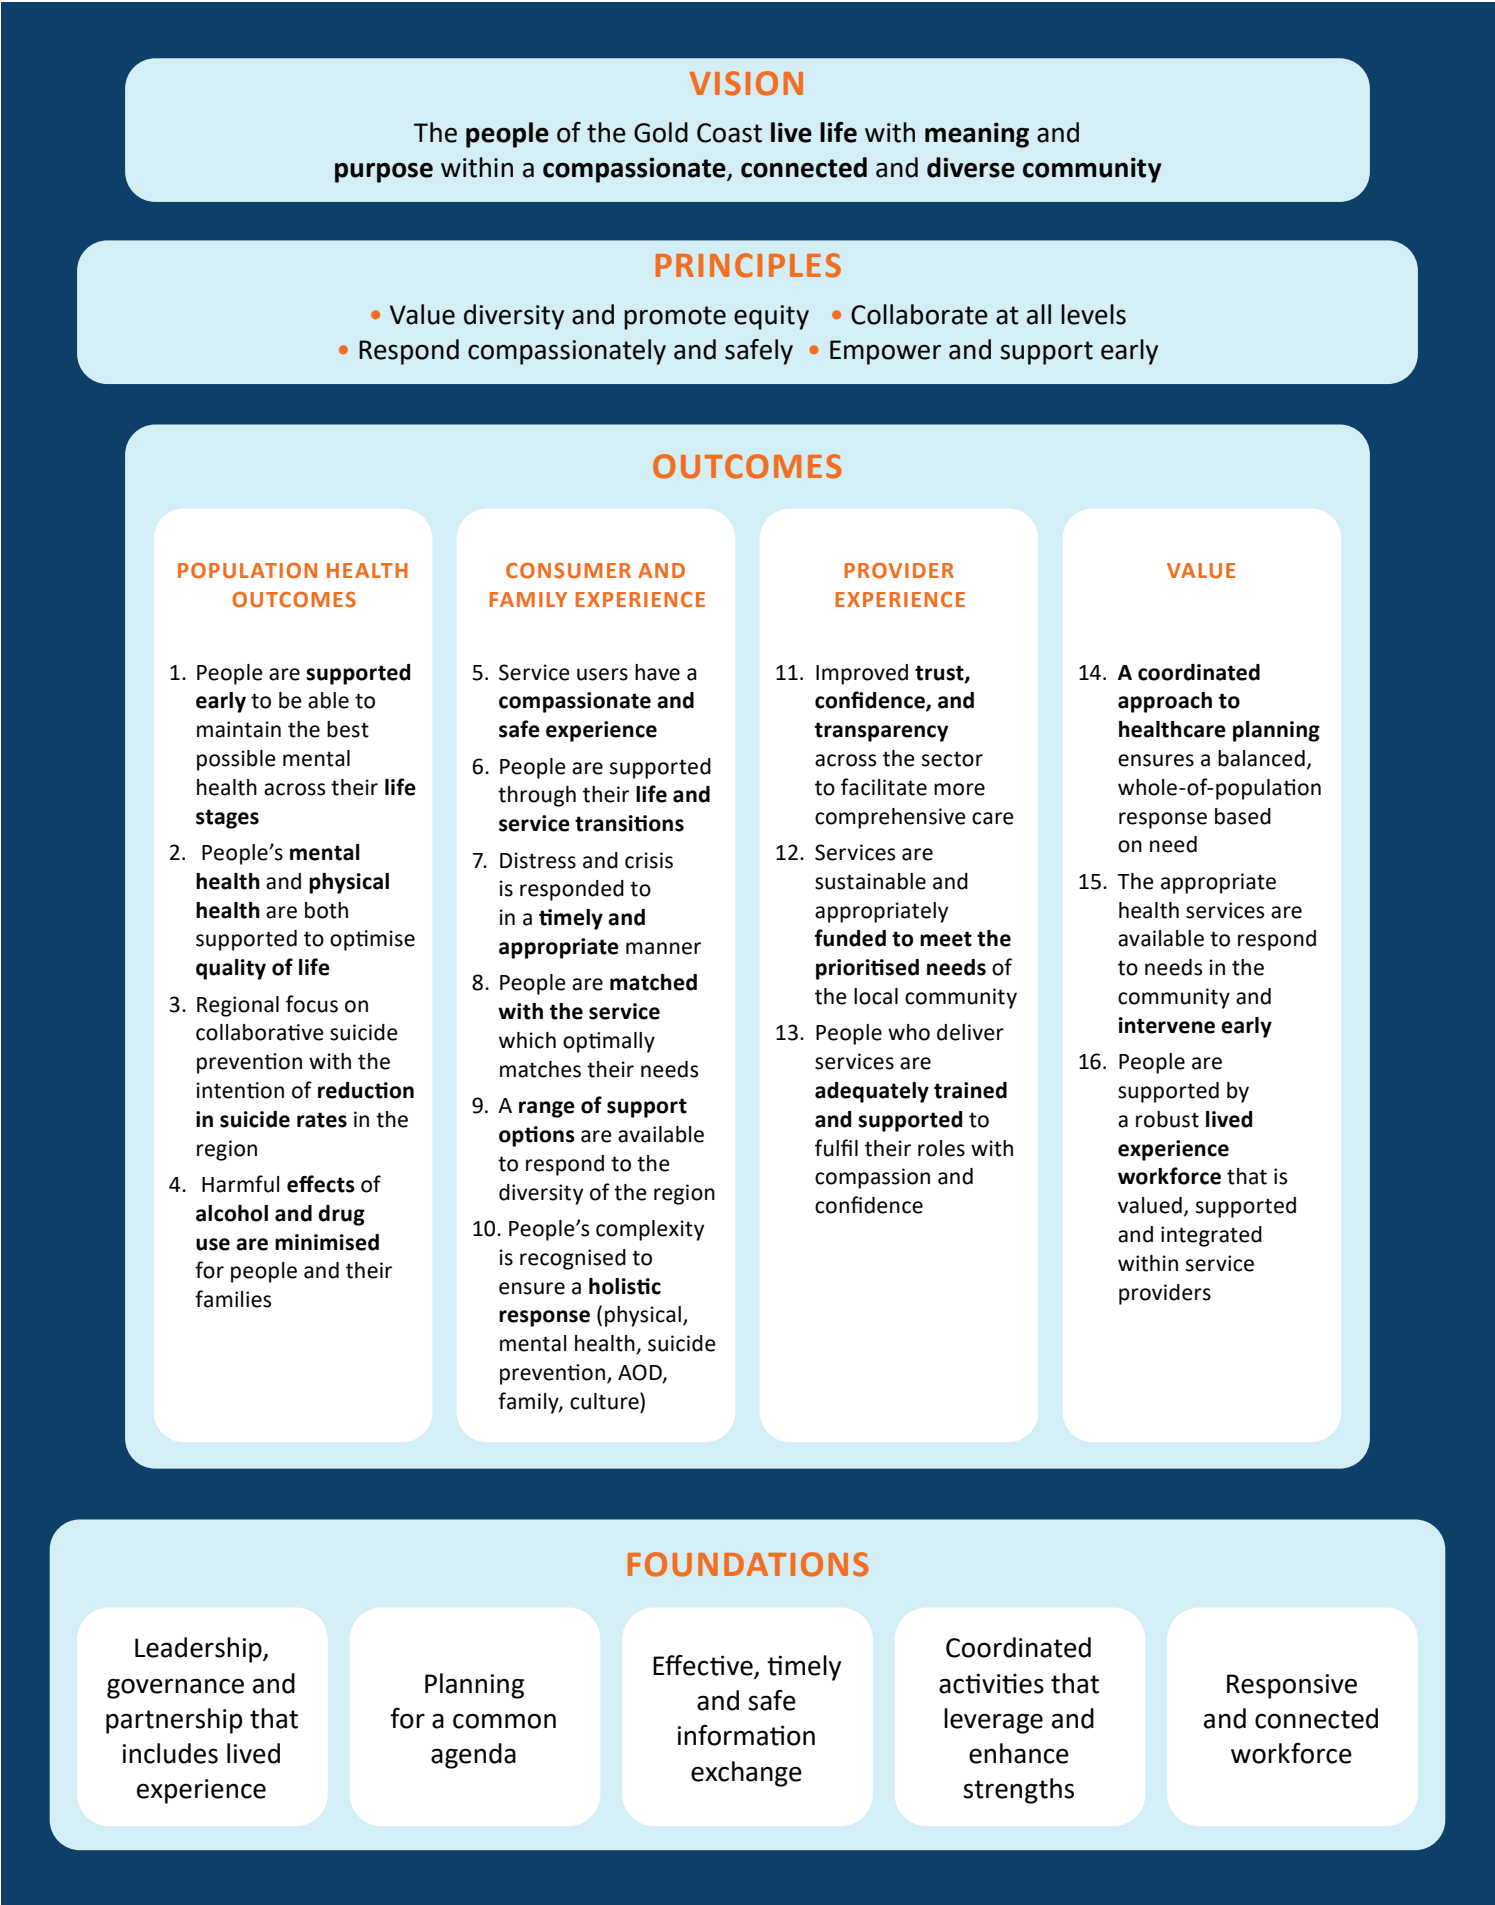 VISION
The people of the Gold Coast live life with meaning and
purpose within a compassionate, connected and diverse community
PRINCIPLES
• Value diversity and promote equity • Collaborate at all levels
• Respond compassionately and safely • Empower and support early
OUTCOMES
POPULATION HEALTH
OUTCOMES
1. People are supported
early to be able to
maintain the best
possible mental
health across their life
stages
2. People’s mental
health and physical
health are both
supported to optimise
quality of life
3. Regional focus on
collaborative suicide
prevention with the
intention of reduction
in suicide rates in the
region
4. Harmful effects of
alcohol and drug
use are minimised
for people and their
families
CONSUMER AND
FAMILY EXPERIENCE
5. Service users have a
compassionate and
safe experience
6. People are supported
through their life and
service transitions
7. Distress and crisis
is responded to
in a timely and
appropriate manner
8. People are matched
with the service
which optimally
matches their needs
9. A range of support
options are available
to respond to the
diversity of the region
10. People’s complexity
is recognised to
ensure a holistic
response (physical,
mental health, suicide
prevention, AOD,
family, culture)
PROVIDER
EXPERIENCE
11. Improved trust,
confidence, and
transparency
across the sector
to facilitate more
comprehensive care
12. Services are
sustainable and
appropriately
funded to meet the
prioritised needs of
the local community
13. People who deliver
services are
adequately trained
and supported to
fulfil their roles with
compassion and
confidence
VALUE
14. A coordinated
approach to
healthcare planning
ensures a balanced,
whole-of-population
response based
on need
15. The appropriate
health services are
available to respond
to needs in the
community and
intervene early
16. People are
supported by
a robust lived
experience
workforce that is
valued, supported
and integrated
within service
providers
FOUNDATIONS
Leadership,
governance and
partnership that
includes lived
experience
Planning
for a common
agenda
Effective, timely
and safe
information
exchange
Coordinated
activities that
leverage and
enhance
strengths
Responsive
and connected
workforce